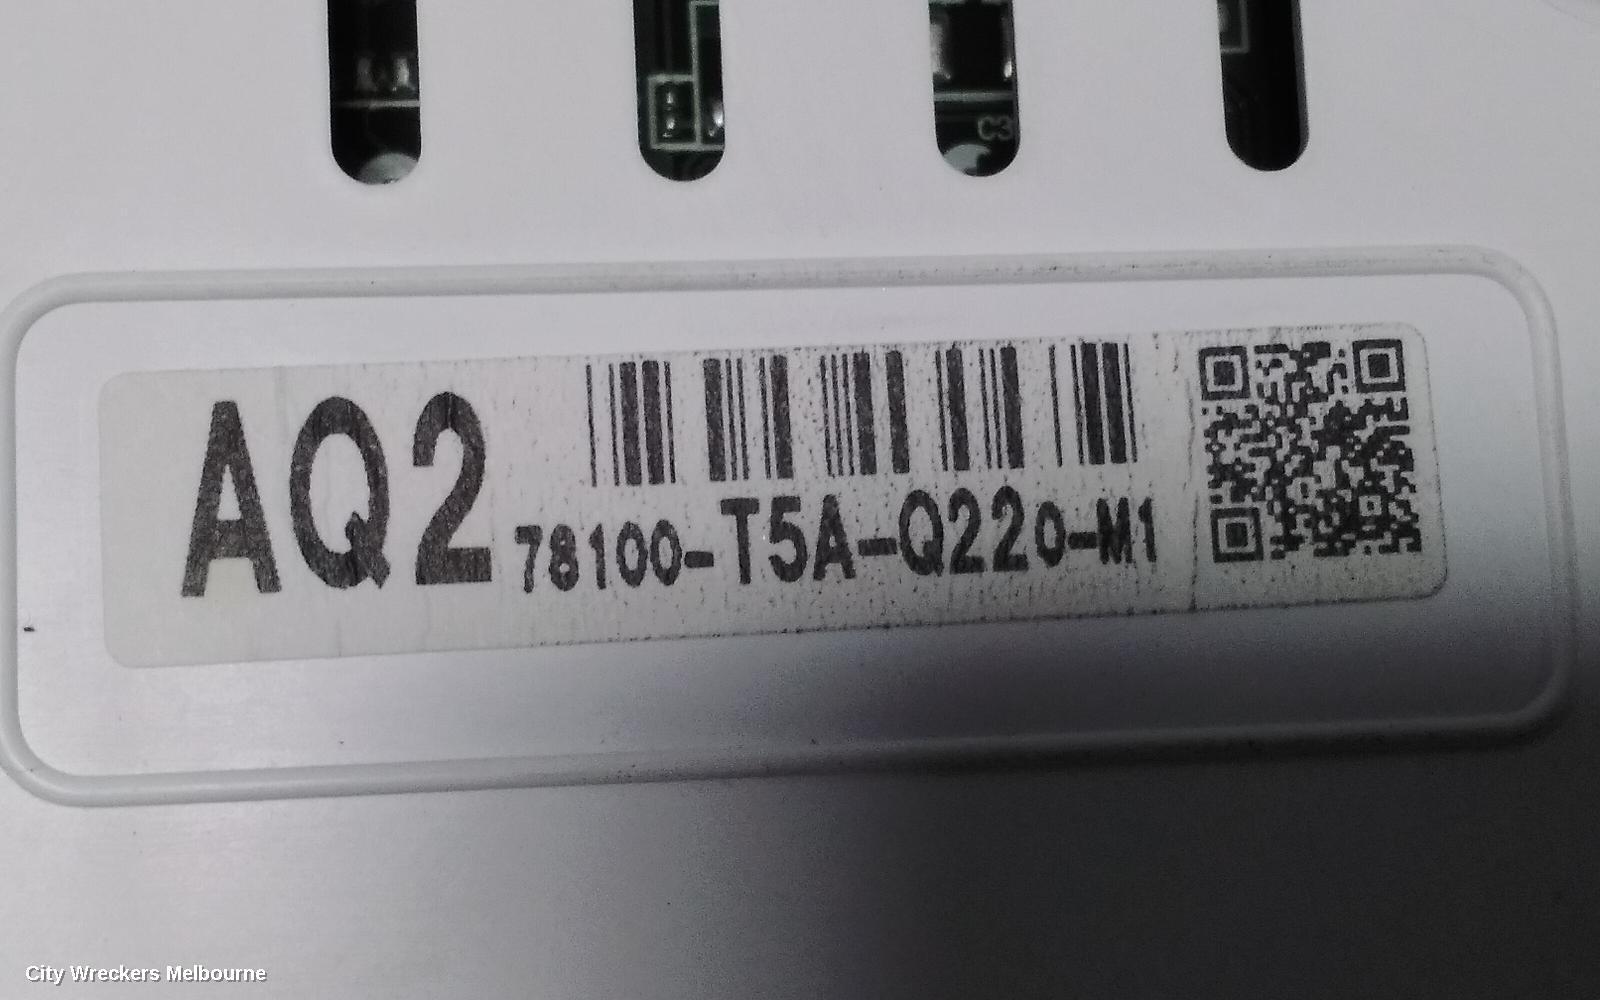 C3
AQ2
78100-T5A-Q220-M1
City Wreckers Melbourne